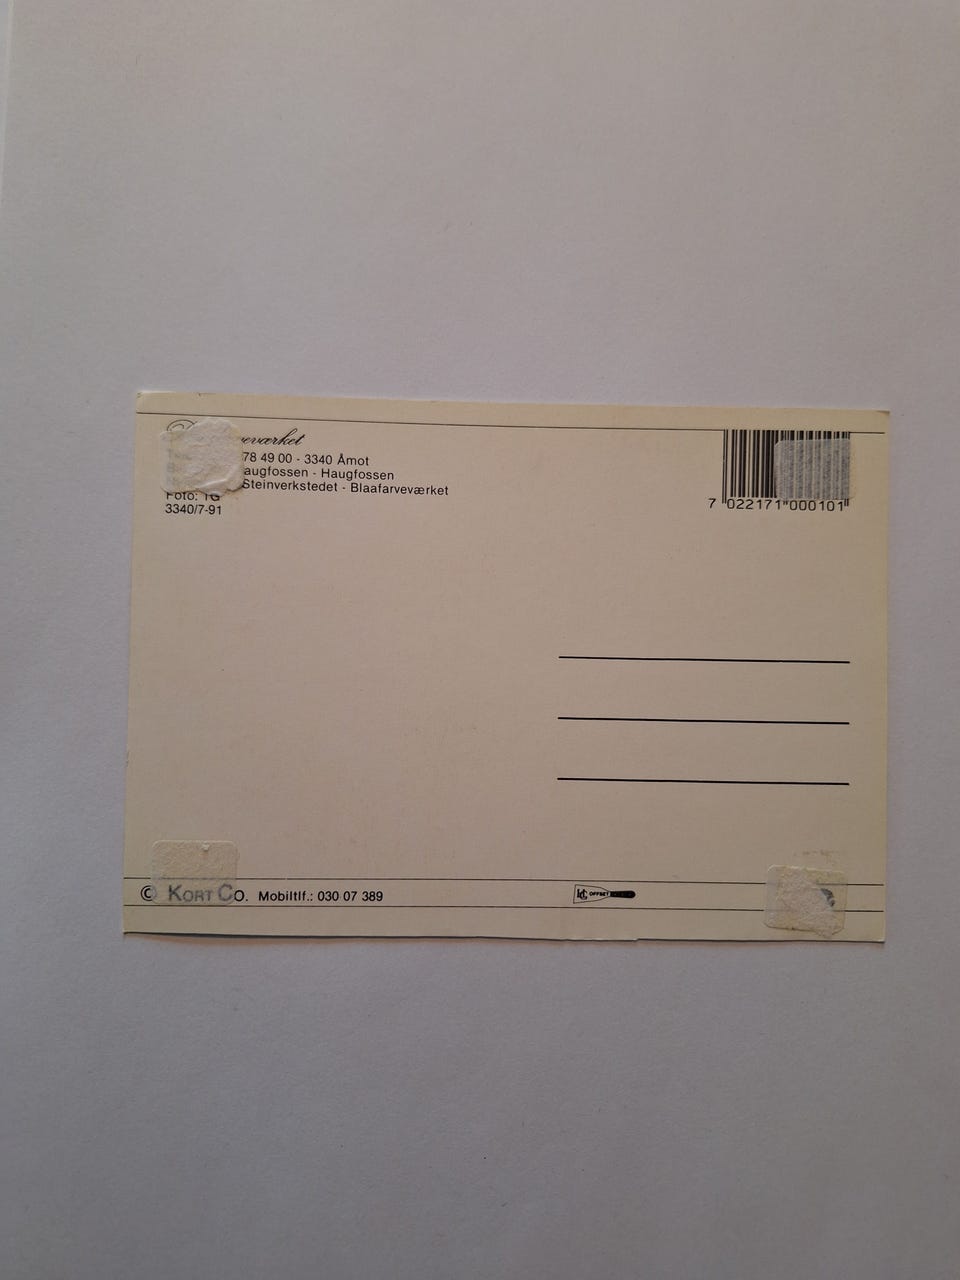 78 49 00 - 3340 Åmot
augfossen - Haugfossen
Steinverkstedet - Blaafarveværket
Foto: TG
3340/7-91
7 022171 000101
© KORT CO. Mobiltlf.: 030 07 389
OFFSET